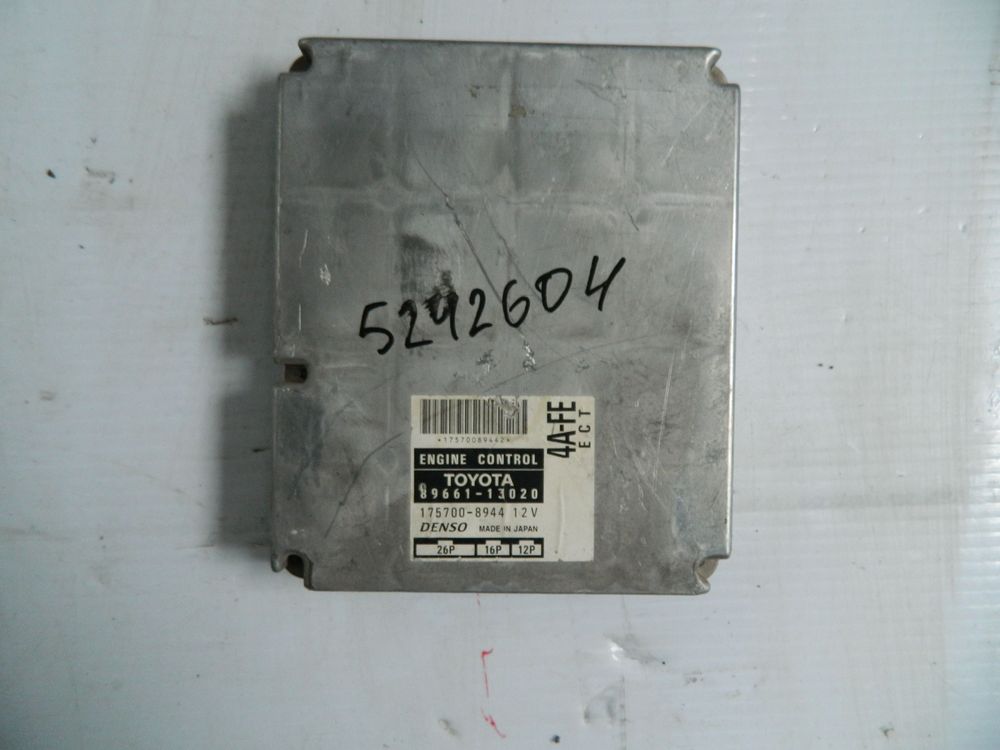 5292604
*17570089442*
4A-FE
ECT
ENGINE CONTROL
TOYOTA
89661-13020
175700-8944 12V
DENSO MADE IN JAPAN
26P 16P 12P